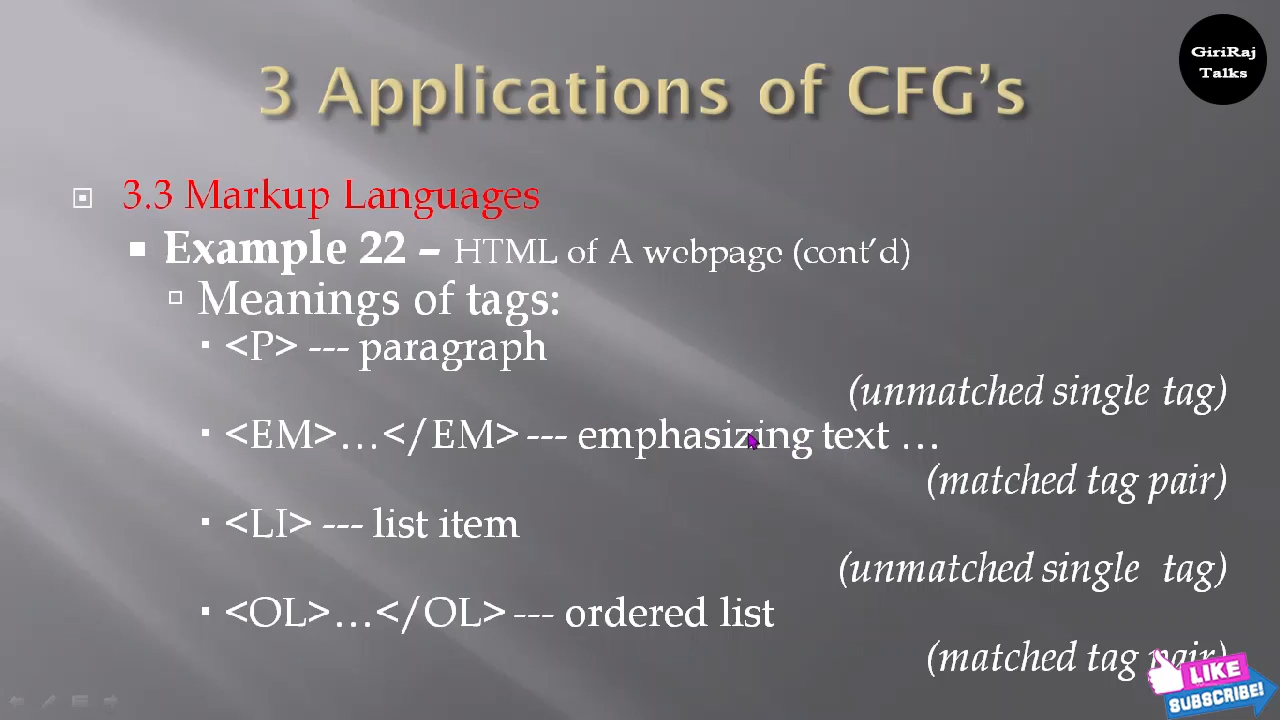 GiriRaj
Talks
3 Applications of CFG’s
3.3 Markup Languages
Example 22 – HTML of A webpage (cont’d)
Meanings of tags:
<P> --- paragraph
(unmatched single tag)
<EM>…</EM> --- emphasizing text …
(matched tag pair)
<LI> --- list item
(unmatched single tag)
<OL>…</OL> --- ordered list
(matched tag pair)
LIKE
SUBSCRIBE!